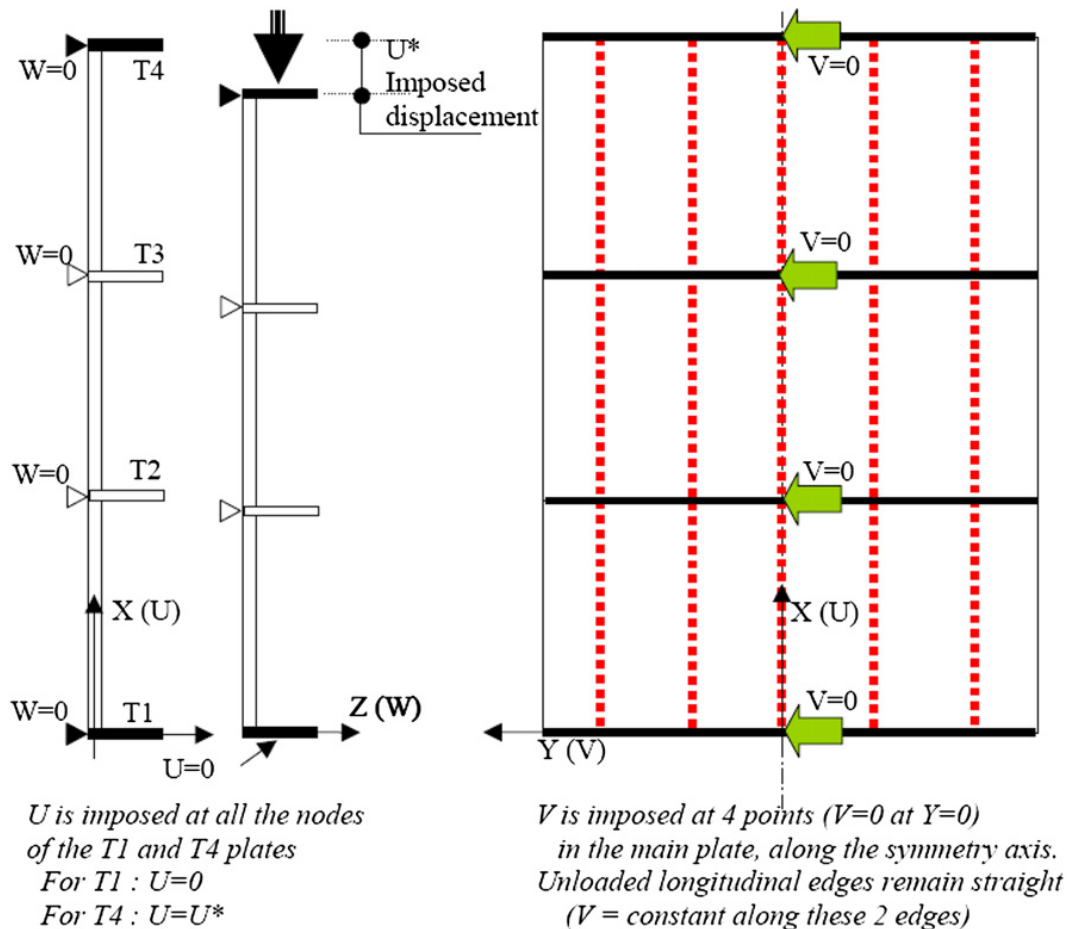 U*
W=0
T4
V=0
Imposed
displacement
W=0
T3
V=0
W=0
T2
V=0
X (U)
X (U)
W=0
T1
Z (W)
V=0
Y (V)
U=0
U is imposed at all the nodes
of the T1 and T4 plates
For T1 : U=0
For T4 : U=U*
V is imposed at 4 points (V=0 at Y=0)
in the main plate, along the symmetry axis.
Unloaded longitudinal edges remain straight
(V = constant along these 2 edges)